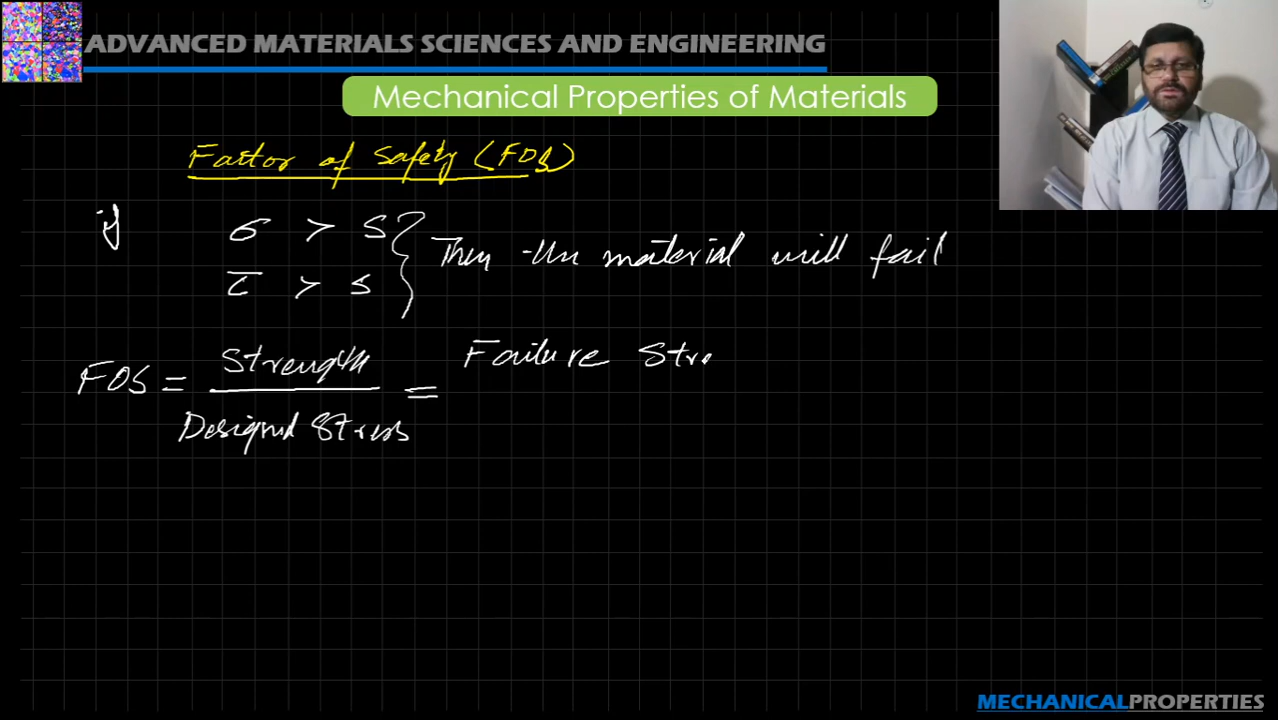 ADVANCED MATERIALS SCIENCES AND ENGINEERING
Mechanical Properties of Materials
Factor of Safety (FOS)
if σ > S } Then the material will fail
τ > S
FOS = Strength / Designed Stress = Failure Str
MECHANICALPROPERTIES